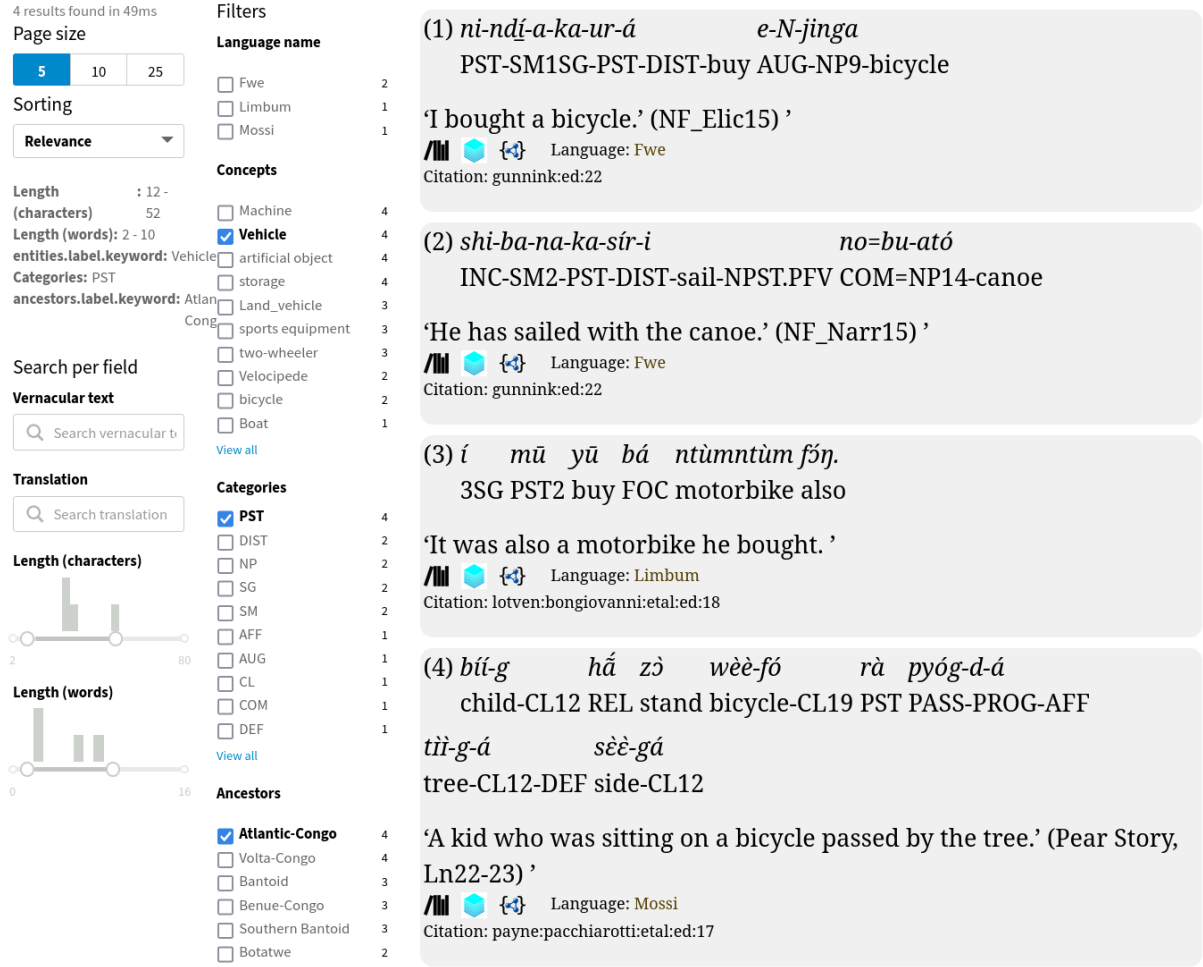 4 results found in 49ms
Page size
5 10 25
Sorting
Relevance
Length (characters) : 12 - 52
Length (words): 2 - 10
entities.label.keyword: Vehicle
Categories: PST
ancestors.label.keyword: Atlan
Cong
Search per field
Vernacular text
Search vernacular t
Translation
Search translation
Length (characters)
2 80
Length (words)
0 16
Filters
Language name
Fwe 2
Limbum 1
Mossi 1
Concepts
Machine 4
Vehicle 4
artificial object 4
storage 4
Land_vehicle 3
sports equipment 3
two-wheeler 3
Velocipede 2
bicycle 2
Boat 1
View all
Categories
PST 4
DIST 2
NP 2
SG 2
SM 2
AFF 1
AUG 1
CL 1
COM 1
DEF 1
View all
Ancestors
Atlantic-Congo 4
Volta-Congo 4
Bantoid 3
Benue-Congo 3
Southern Bantoid 3
Botatwe 2
(1) ni-ndí̱-a-ka-ur-á e-N-jinga
PST-SM1SG-PST-DIST-buy AUG-NP9-bicycle
‘I bought a bicycle.’ (NF_Elic15) ’
Language: Fwe
Citation: gunnink:ed:22
(2) shi-ba-na-ka-sír-i no=bu-ató
INC-SM2-PST-DIST-sail-NPST.PFV COM=NP14-canoe
‘He has sailed with the canoe.’ (NF_Narr15) ’
Language: Fwe
Citation: gunnink:ed:22
(3) í mū yū bá ntùmntùm fɔ́ŋ.
3SG PST2 buy FOC motorbike also
‘It was also a motorbike he bought. ’
Language: Limbum
Citation: lotven:bongiovanni:etal:ed:18
(4) bíí-g hã́ zɔ̀ wèè-fó rà pyóg-d-á
child-CL12 REL stand bicycle-CL19 PST PASS-PROG-AFF
tɪ̀ɪ̀-g-á sɛ̀ɛ̀-gá
tree-CL12-DEF side-CL12
‘A kid who was sitting on a bicycle passed by the tree.’ (Pear Story,
Ln22-23) ’
Language: Mossi
Citation: payne:pacchiarotti:etal:ed:17